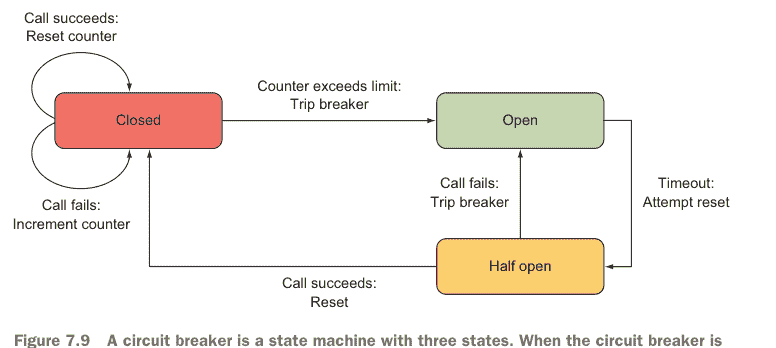 Call succeeds:
Reset counter
Counter exceeds limit:
Trip breaker
Closed
Open
Call fails:
Increment counter
Call fails:
Trip breaker
Timeout:
Attempt reset
Half open
Call succeeds:
Reset
Figure 7.9 A circuit breaker is a state machine with three states. When the circuit breaker is